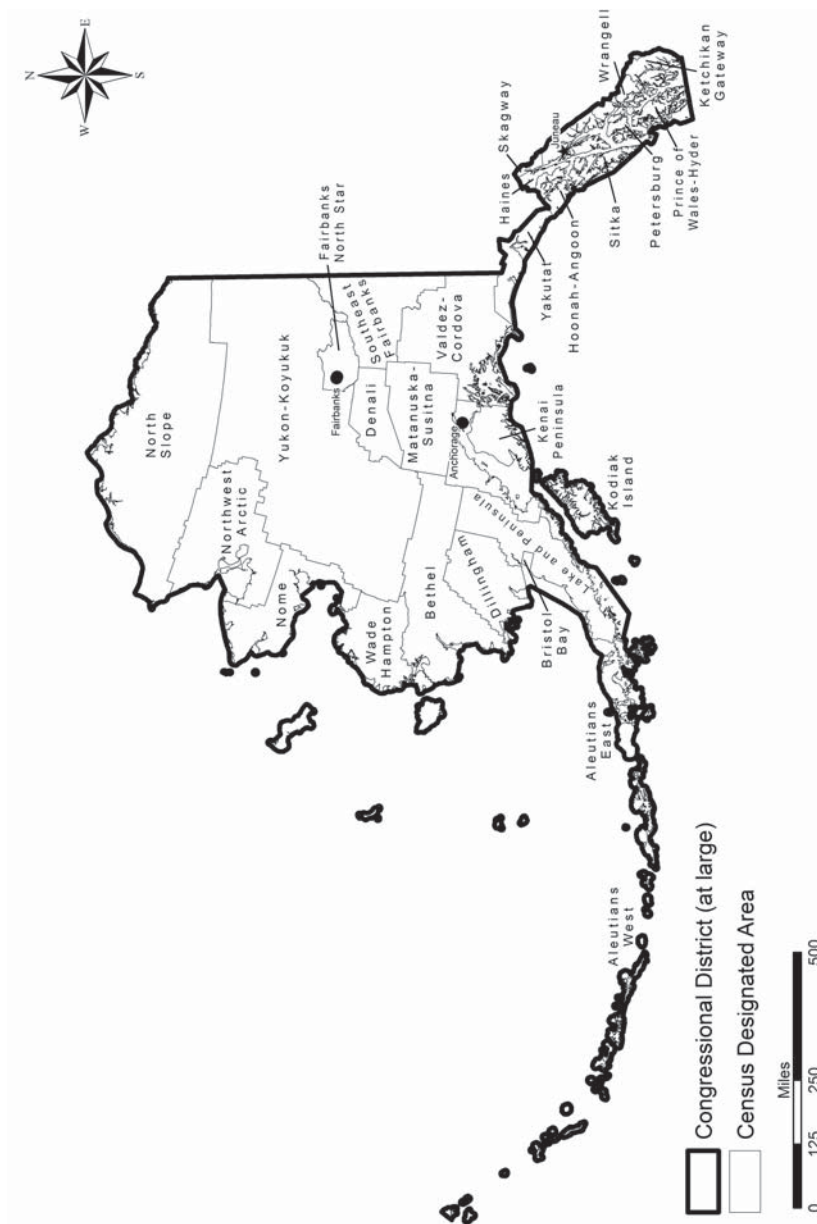 N
E
S
W
North
Slope
Northwest
Arctic
Nome
Yukon-Koyukuk
Fairbanks
North Star
Fairbanks
Southeast
Fairbanks
Denali
Wade
Hampton
Bethel
Matanuska-
Susitna
Valdez-
Cordova
Anchorage
Dillingham
Bristol
Bay
Lake and Peninsula
Kenai
Peninsula
Kodiak
Island
Aleutians
East
Aleutians
West
Yakutat
Haines
Skagway
Juneau
Hoonah-Angoon
Sitka
Petersburg
Wrangell
Prince of
Wales-Hyder
Ketchikan
Gateway
Congressional District (at large)
Census Designated Area
Miles
0 125 250 500